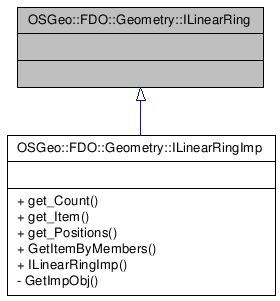 OSGeo::FDO::Geometry::ILinearRing
OSGeo::FDO::Geometry::ILinearRingImp
+ get_Count()
+ get_Item()
+ get_Positions()
+ GetItemByMembers()
+ ILinearRingImp()
- GetImpObj()